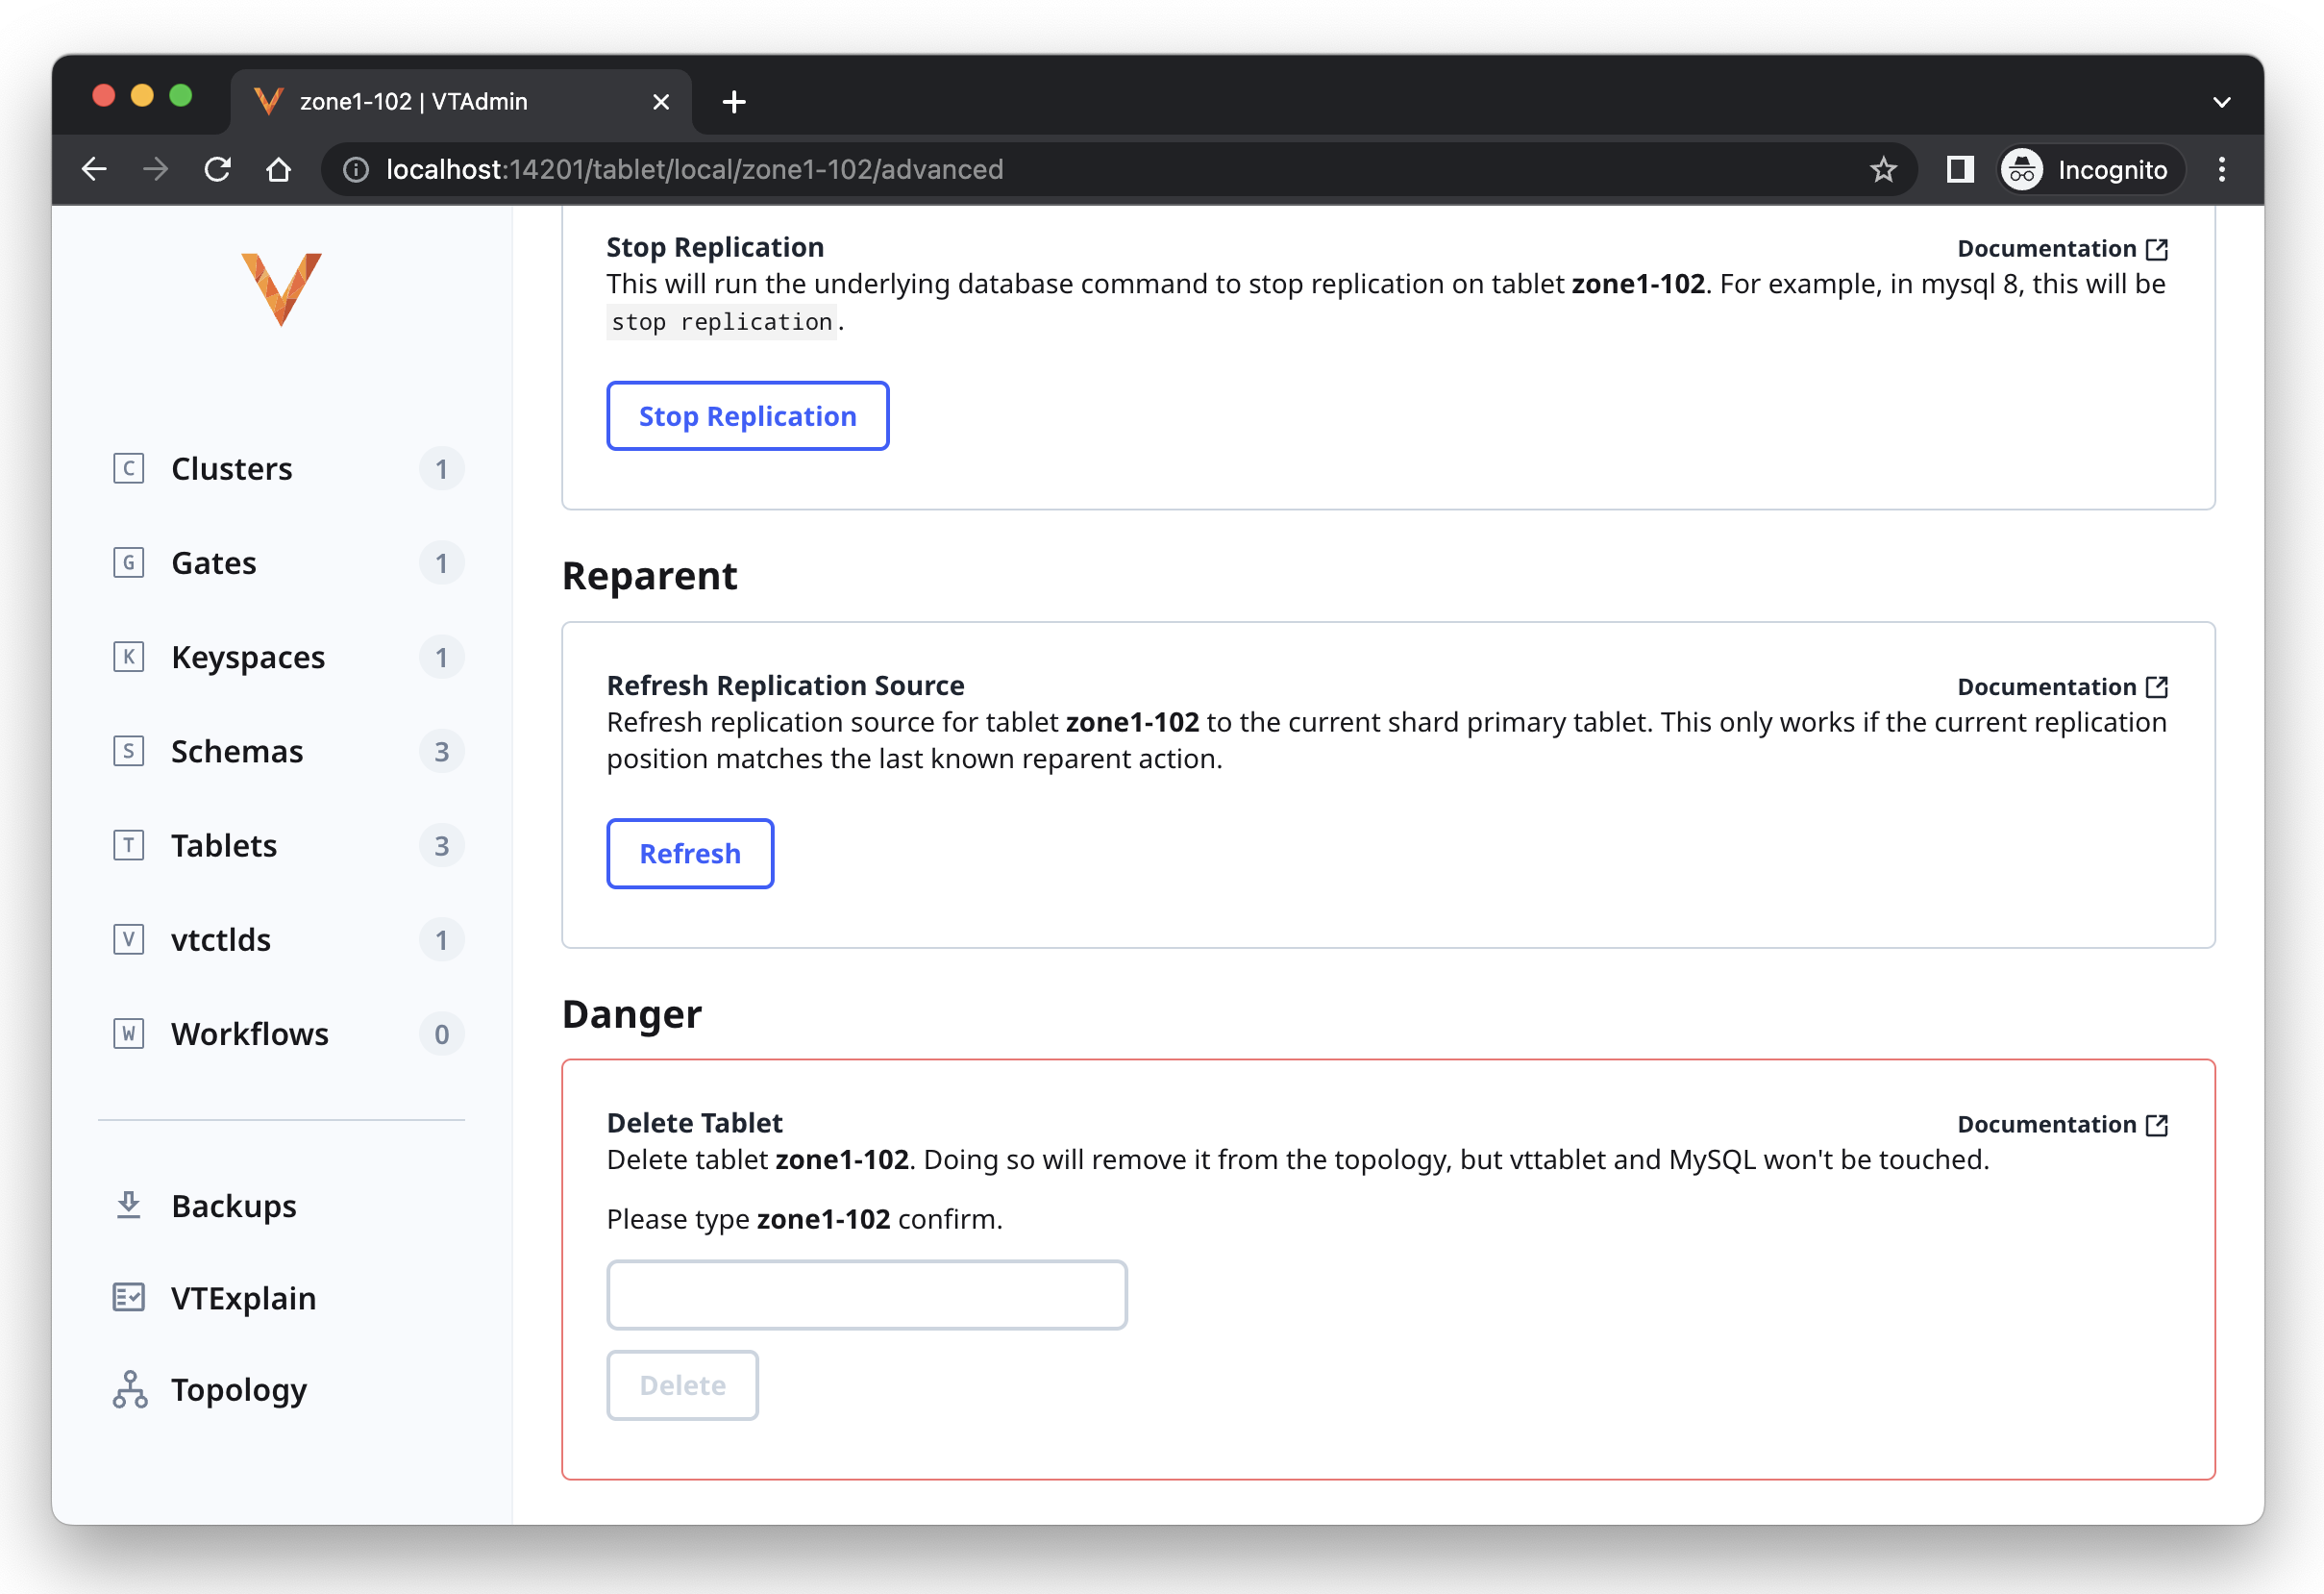 zone1-102 | VTAdmin
localhost:14201/tablet/local/zone1-102/advanced
Incognito
C Clusters 1
G Gates 1
K Keyspaces 1
S Schemas 3
T Tablets 3
V vtctlds 1
W Workflows 0
Backups
VTExplain
Topology
Stop Replication
Documentation
This will run the underlying database command to stop replication on tablet zone1-102. For example, in mysql 8, this will be
stop replication.
Stop Replication
Reparent
Refresh Replication Source
Documentation
Refresh replication source for tablet zone1-102 to the current shard primary tablet. This only works if the current replication
position matches the last known reparent action.
Refresh
Danger
Delete Tablet
Documentation
Delete tablet zone1-102. Doing so will remove it from the topology, but vttablet and MySQL won't be touched.
Please type zone1-102 confirm.
Delete